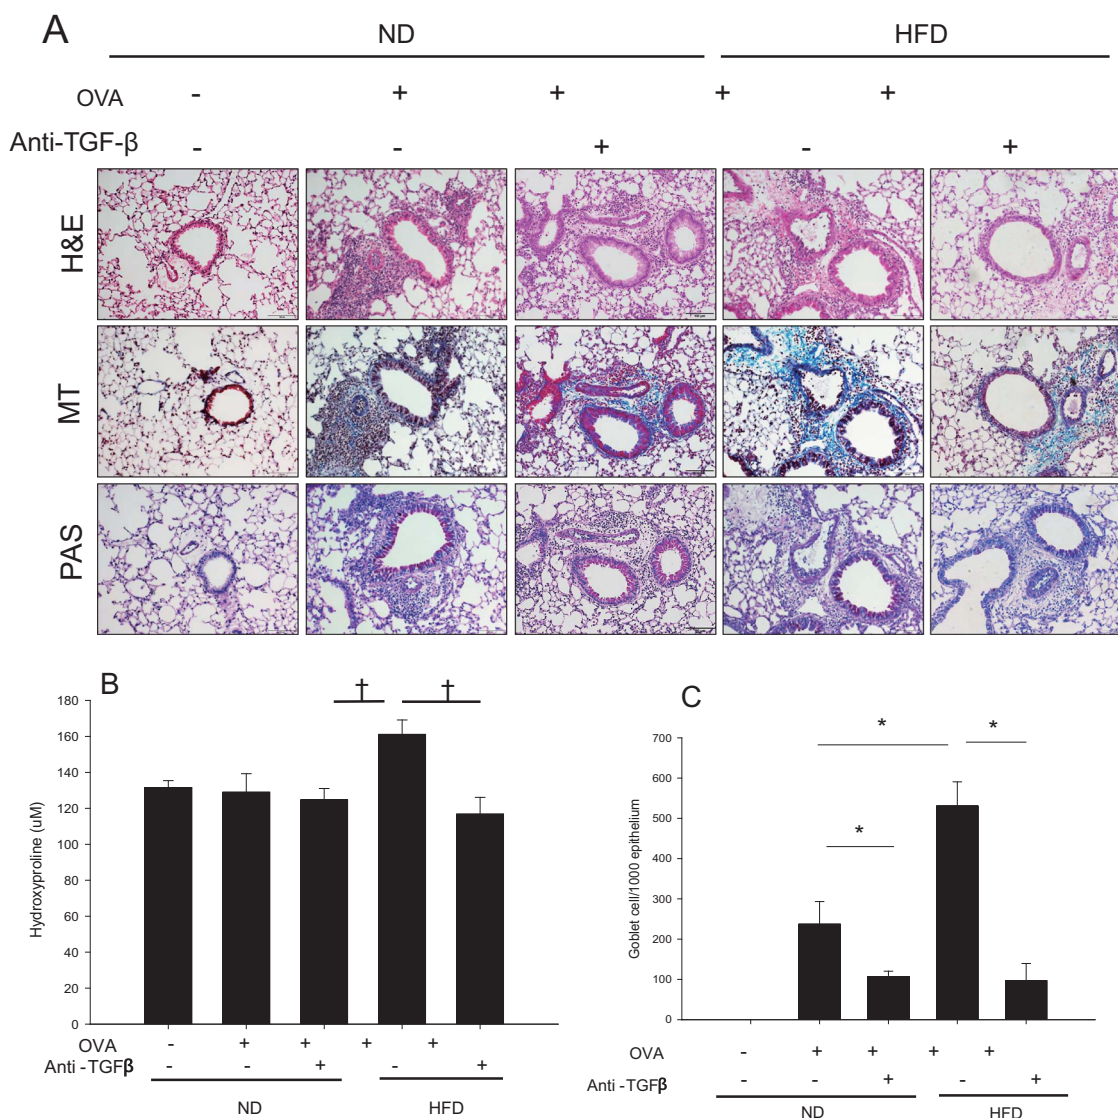 A
ND HFD
OVA - + + + +
Anti-TGF-β - - + - +
H&E
MT
PAS
B
180
160
140
120
100
80
60
40
20
0
Hydroxyproline (uM)
† †
OVA - + + + +
Anti -TGFβ - - + - +
ND HFD
C
700
600
500
400
300
200
100
0
Goblet cell/1000 epithelium
* * *
OVA - + + + +
Anti -TGFβ - - + - +
ND HFD